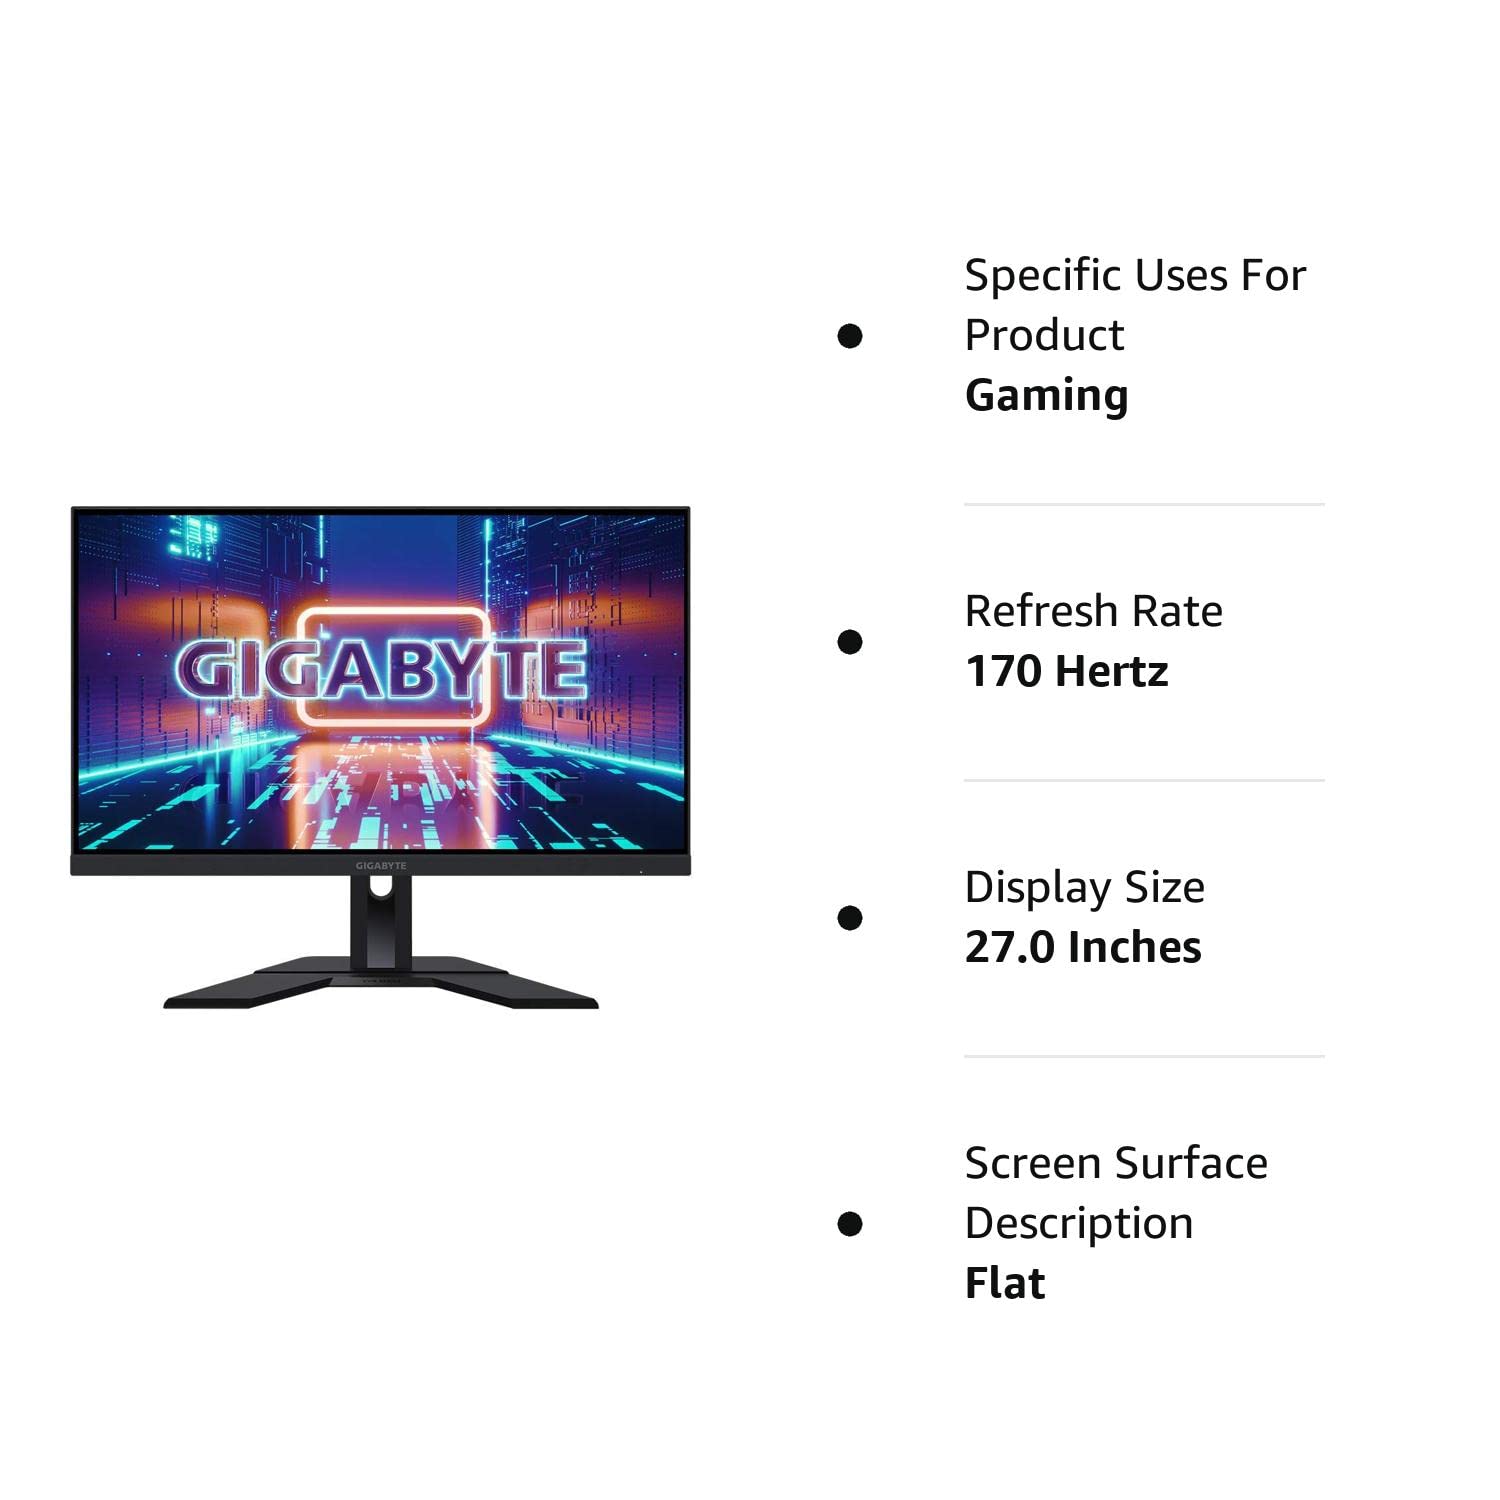 GIGABYTE
GIGABYTE
Specific Uses For
Product
Gaming
Refresh Rate
170 Hertz
Display Size
27.0 Inches
Screen Surface
Description
Flat